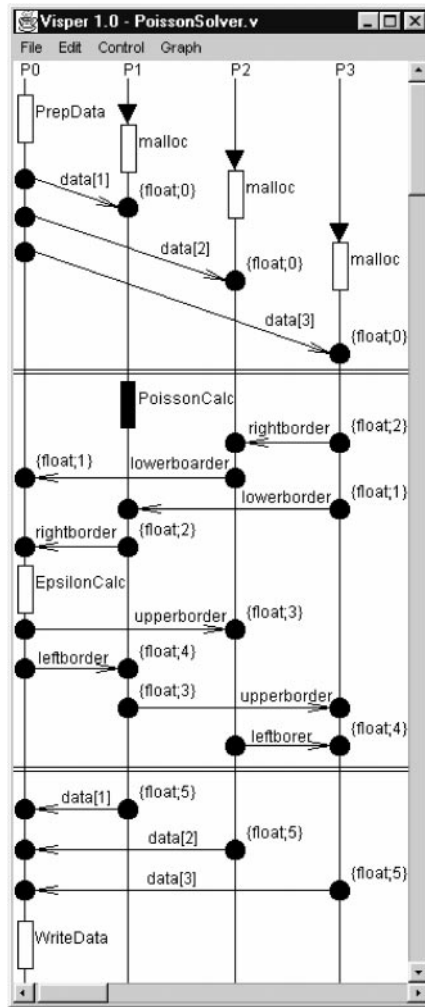 Visper 1.0 - PoissonSolver.v
File Edit Control Graph
P0 P1 P2 P3
PrepData
malloc
data[1]
{float;0}
malloc
data[2]
{float;0}
malloc
data[3]
{float;0}
PoissonCalc
rightborder
{float;2}
{float;1}
lowerboarder
lowerborder
{float;1}
rightborder
{float;2}
EpsilonCalc
upperborder
{float;3}
leftborder
{float;4}
{float;3}
upperborder
leftborer
{float;4}
data[1]
{float;5}
data[2]
{float;5}
data[3]
{float;5}
WriteData